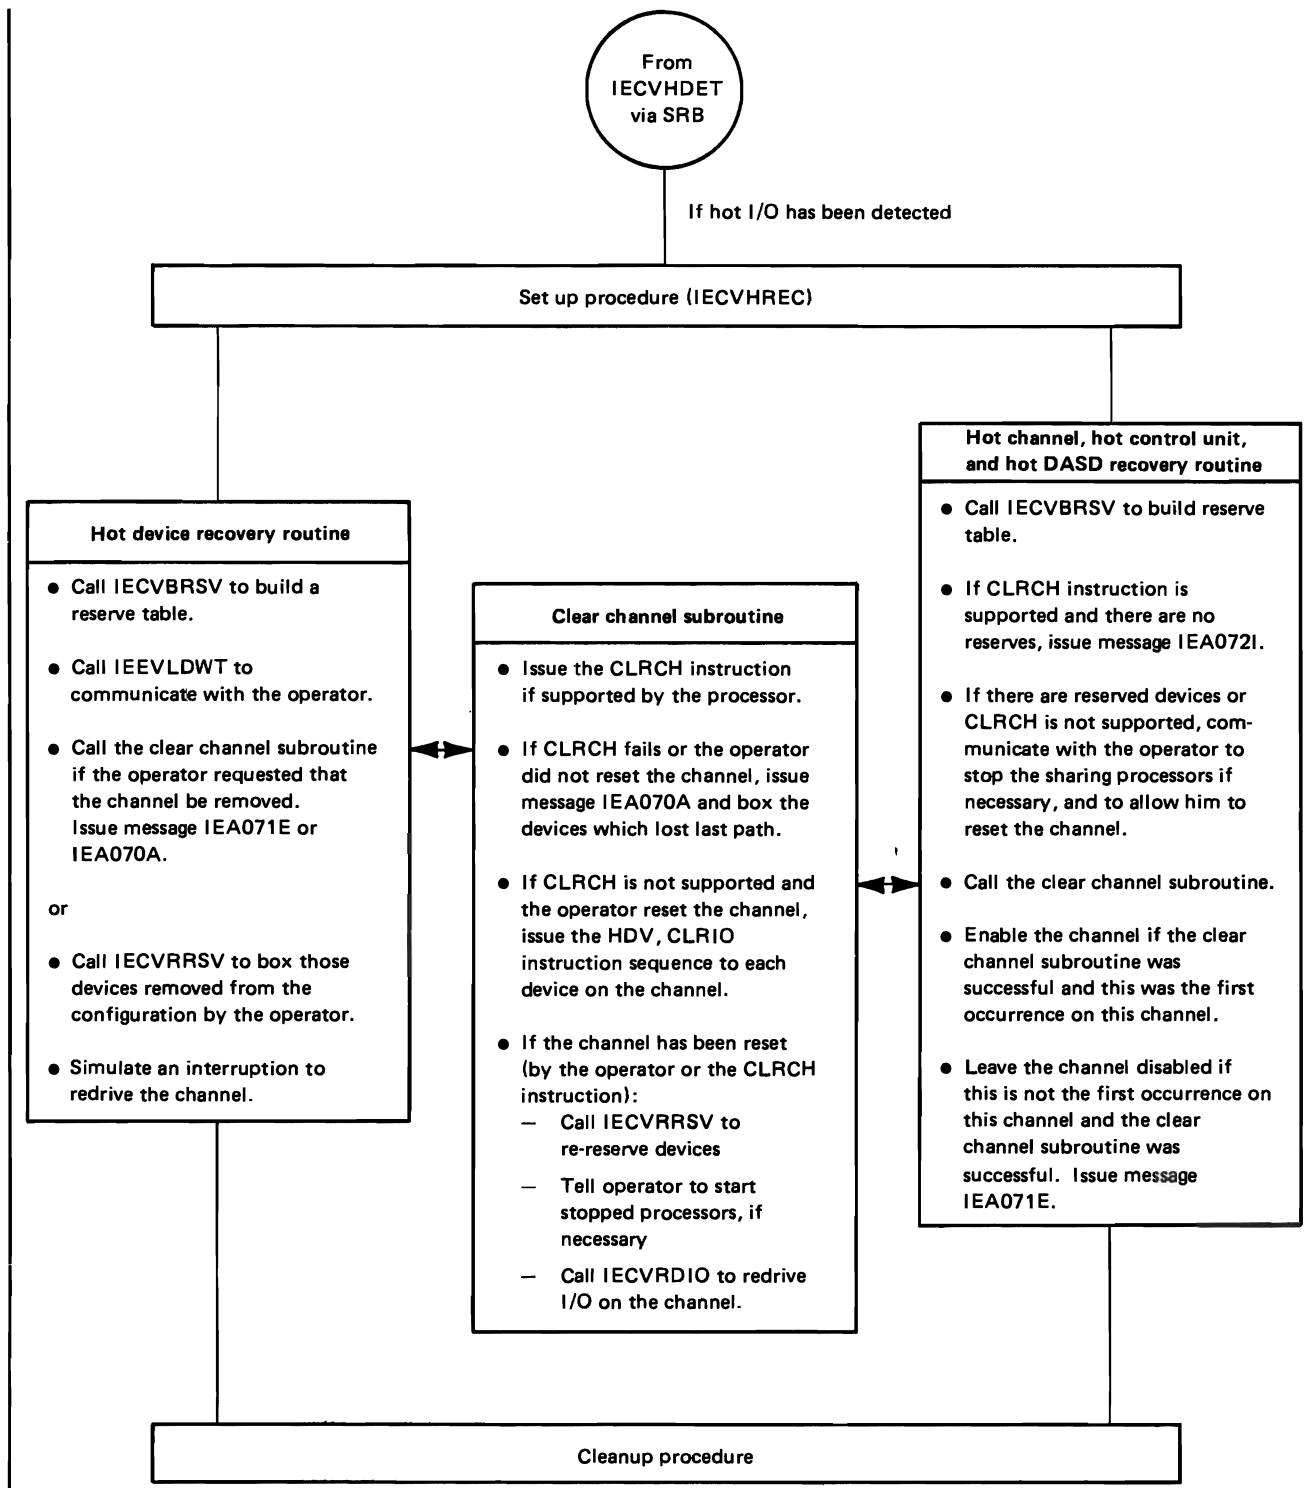 From
IECVHDET
via SRB
If hot I/O has been detected
Set up procedure (IECVHREC)
Hot device recovery routine
● Call IECVBRSV to build a
reserve table.
● Call IEEVLDWT to
communicate with the operator.
● Call the clear channel subroutine
if the operator requested that
the channel be removed.
Issue message IEA071E or
IEA070A.
or
● Call IECVRRSV to box those
devices removed from the
configuration by the operator.
● Simulate an interruption to
redrive the channel.
Clear channel subroutine
● Issue the CLRCH instruction
if supported by the processor.
● If CLRCH fails or the operator
did not reset the channel, issue
message IEA070A and box the
devices which lost last path.
● If CLRCH is not supported and
the operator reset the channel,
issue the HDV, CLRIO
instruction sequence to each
device on the channel.
● If the channel has been reset
(by the operator or the CLRCH
instruction):
— Call IECVRRSV to
re-reserve devices
— Tell operator to start
stopped processors, if
necessary
— Call IECVRDIO to redrive
I/O on the channel.
Hot channel, hot control unit,
and hot DASD recovery routine
● Call IECVBRSV to build reserve
table.
● If CLRCH instruction is
supported and there are no
reserves, issue message IEA072I.
● If there are reserved devices or
CLRCH is not supported, com-
municate with the operator to
stop the sharing processors if
necessary, and to allow him to
reset the channel.
● Call the clear channel subroutine.
● Enable the channel if the clear
channel subroutine was
successful and this was the first
occurrence on this channel.
● Leave the channel disabled if
this is not the first occurrence on
this channel and the clear
channel subroutine was
successful. Issue message
IEA071E.
Cleanup procedure